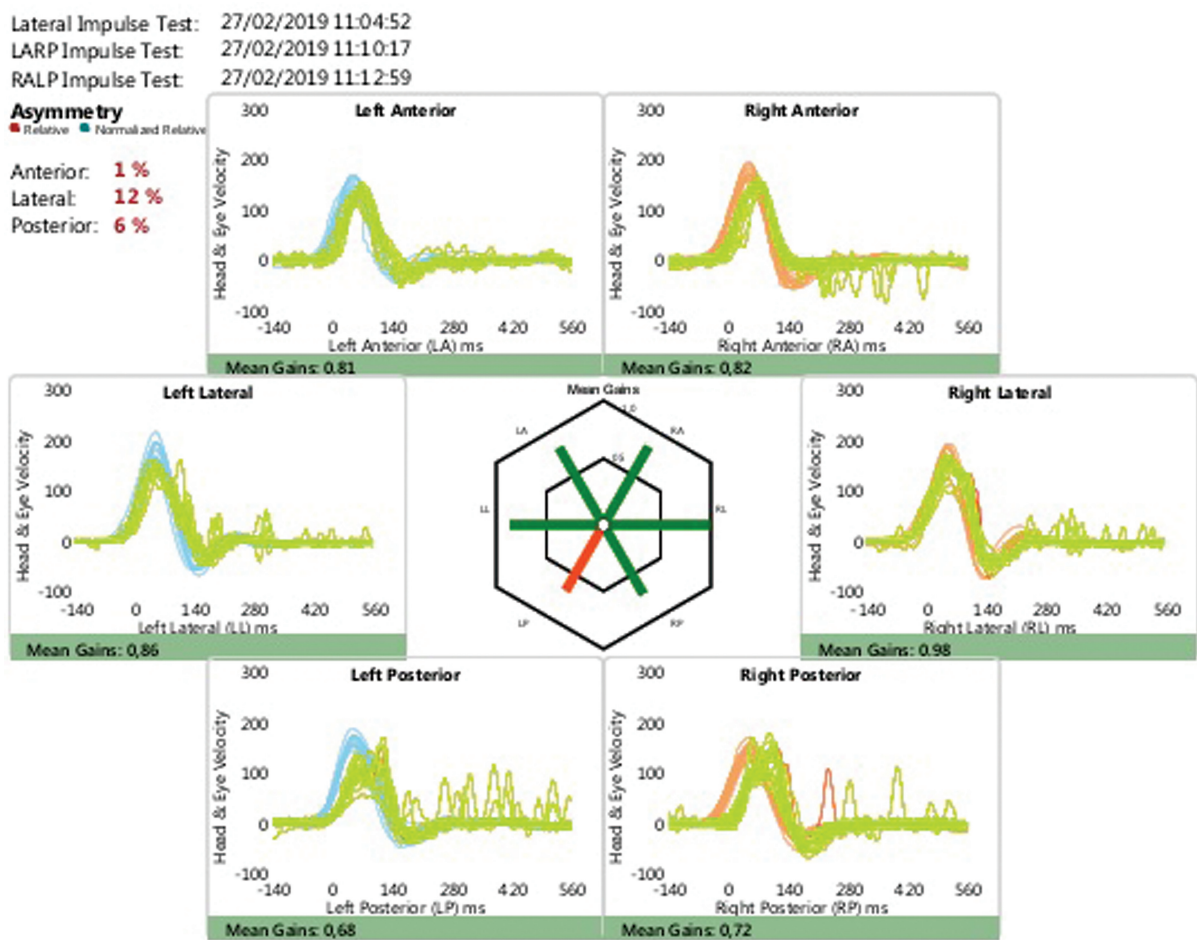 Lateral Impulse Test: 27/02/2019 11:04:52
LARP Impulse Test: 27/02/2019 11:10:17
RALP Impulse Test: 27/02/2019 11:12:59
Asymmetry
Relative Normalized Relative
Anterior: 1 %
Lateral: 12 %
Posterior: 6 %
Left Anterior
Head & Eye Velocity
300
200
100
0
-100
-140 0 140 280 420 560
Left Anterior (LA) ms
Mean Gains: 0.81
Right Anterior
Head & Eye Velocity
300
200
100
0
-100
-140 0 140 280 420 560
Right Anterior (RA) ms
Mean Gains: 0,82
Left Lateral
Head & Eye Velocity
300
200
100
0
-100
-140 0 140 280 420 560
Left Lateral (LL) ms
Mean Gains: 0,86
Mean Gains
1.0
LA RA
0.5
LL RL
LP RP
Right Lateral
Head & Eye Velocity
300
200
100
0
-100
-140 0 140 280 420 560
Right Lateral (RL) ms
Mean Gains: 0.98
Left Posterior
Head & Eye Velocity
300
200
100
0
-100
-140 0 140 280 420 560
Left Posterior (LP) ms
Mean Gains: 0,68
Right Posterior
Head & Eye Velocity
300
200
100
0
-100
-140 0 140 280 420 560
Right Posterior (RP) ms
Mean Gains: 0,72